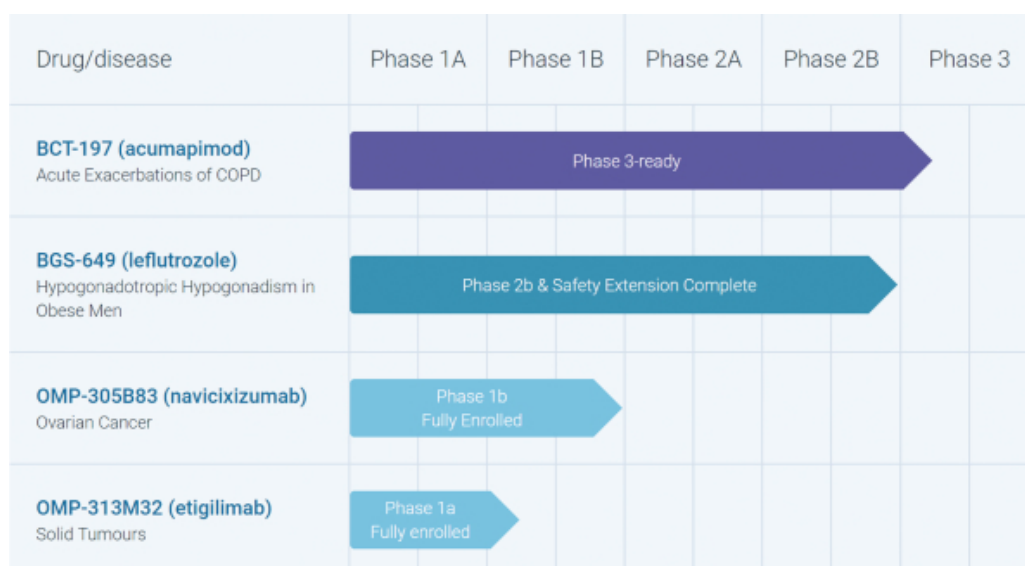 Drug/disease Phase 1A Phase 1B Phase 2A Phase 2B Phase 3
BCT-197 (acumapimod)
Acute Exacerbations of COPD
Phase 3-ready
BGS-649 (leflutrozole)
Hypogonadotropic Hypogonadism in
Obese Men
Phase 2b & Safety Extension Complete
OMP-305B83 (navicixizumab)
Ovarian Cancer
Phase 1b
Fully Enrolled
OMP-313M32 (etigilimab)
Solid Tumours
Phase 1a
Fully enrolled